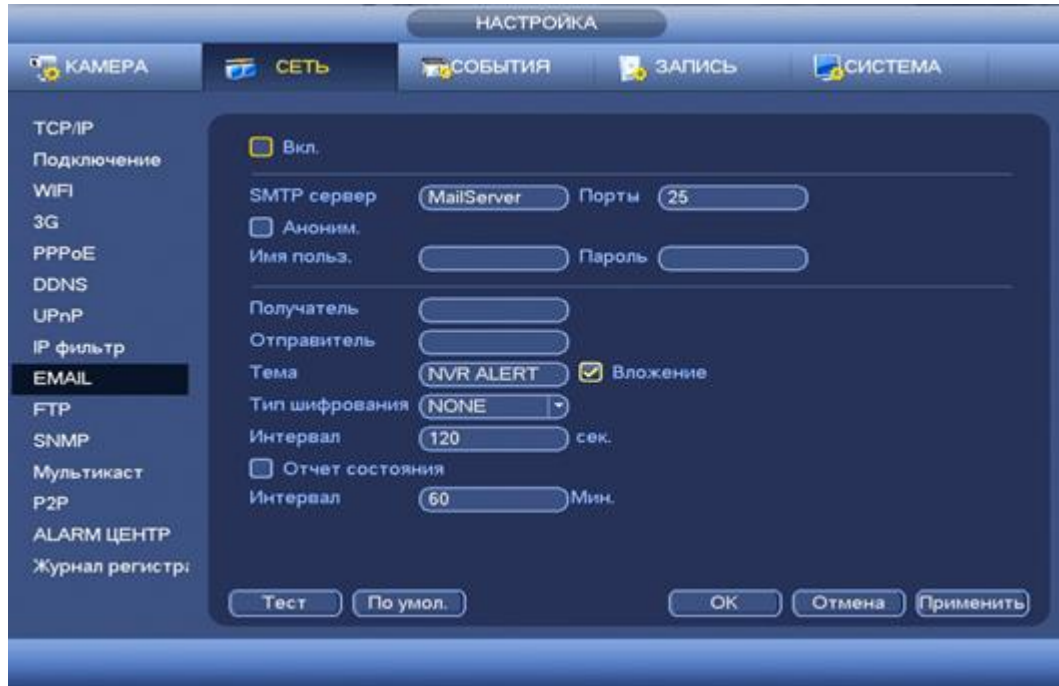 НАСТРОЙКА
КАМЕРА СЕТЬ СОБЫТИЯ ЗАПИСЬ СИСТЕМА
TCP/IP
Подключение
WIFI
3G
PPPoE
DDNS
UPnP
IP фильтр
EMAIL
FTP
SNMP
Мультикаст
P2P
ALARM ЦЕНТР
Журнал регистра
Вкл.
SMTP сервер MailServer Порты 25
Аноним.
Имя польз. Пароль
Получатель
Отправитель
Тема NVR ALERT Вложение
Тип шифрования NONE
Интервал 120 сек.
Отчет состояния
Интервал 60 Мин.
Тест По умол. OK Отмена Применить